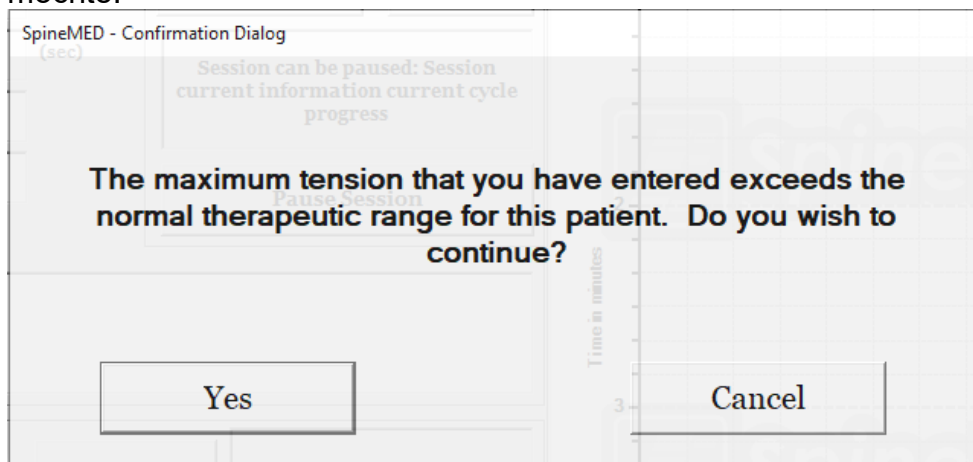 SpineMED - Confirmation Dialog
(sec)
Session can be paused: Session
current information current cycle
progress
The maximum tension that you have entered exceeds the
Pause Session
normal therapeutic range for this patient.  Do you wish to
continue?
2
Time in minutes
Yes
Cancel
3
Spine